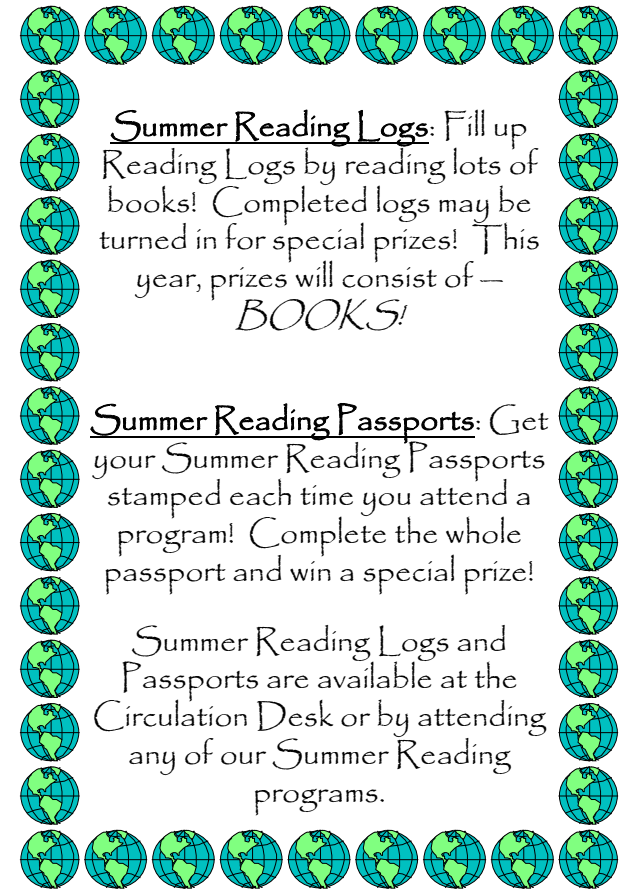 Summer Reading Logs: Fill up
Reading Logs by reading lots of
books!  Completed logs may be
turned in for special prizes!  This
year, prizes will consist of –
BOOKS!
Summer Reading Passports: Get
your Summer Reading Passports
stamped each time you attend a
program!  Complete the whole
passport and win a special prize!
Summer Reading Logs and
Passports are available at the
Circulation Desk or by attending
any of our Summer Reading
programs.